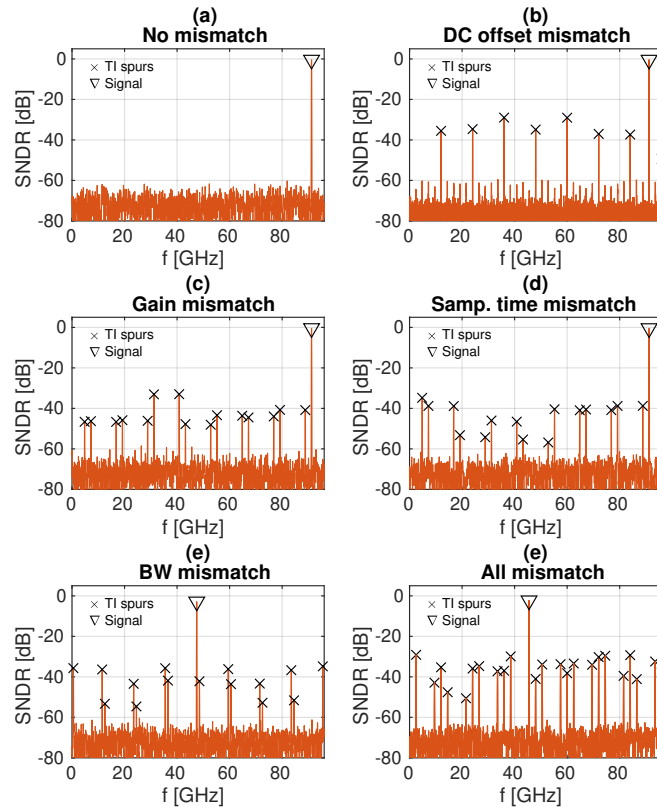 (a)
No mismatch
× TI spurs
▽ Signal
SNDR [dB]
0
-20
-40
-60
-80
0 20 40 60 80
f [GHz]
(b)
DC offset mismatch
× TI spurs
▽ Signal
SNDR [dB]
0
-20
-40
-60
-80
0 20 40 60 80
f [GHz]
(c)
Gain mismatch
× TI spurs
▽ Signal
SNDR [dB]
0
-20
-40
-60
-80
0 20 40 60 80
f [GHz]
(d)
Samp. time mismatch
× TI spurs
▽ Signal
SNDR [dB]
0
-20
-40
-60
-80
0 20 40 60 80
f [GHz]
(e)
BW mismatch
× TI spurs
▽ Signal
SNDR [dB]
0
-20
-40
-60
-80
0 20 40 60 80
f [GHz]
(e)
All mismatch
× TI spurs
▽ Signal
SNDR [dB]
0
-20
-40
-60
-80
0 20 40 60 80
f [GHz]